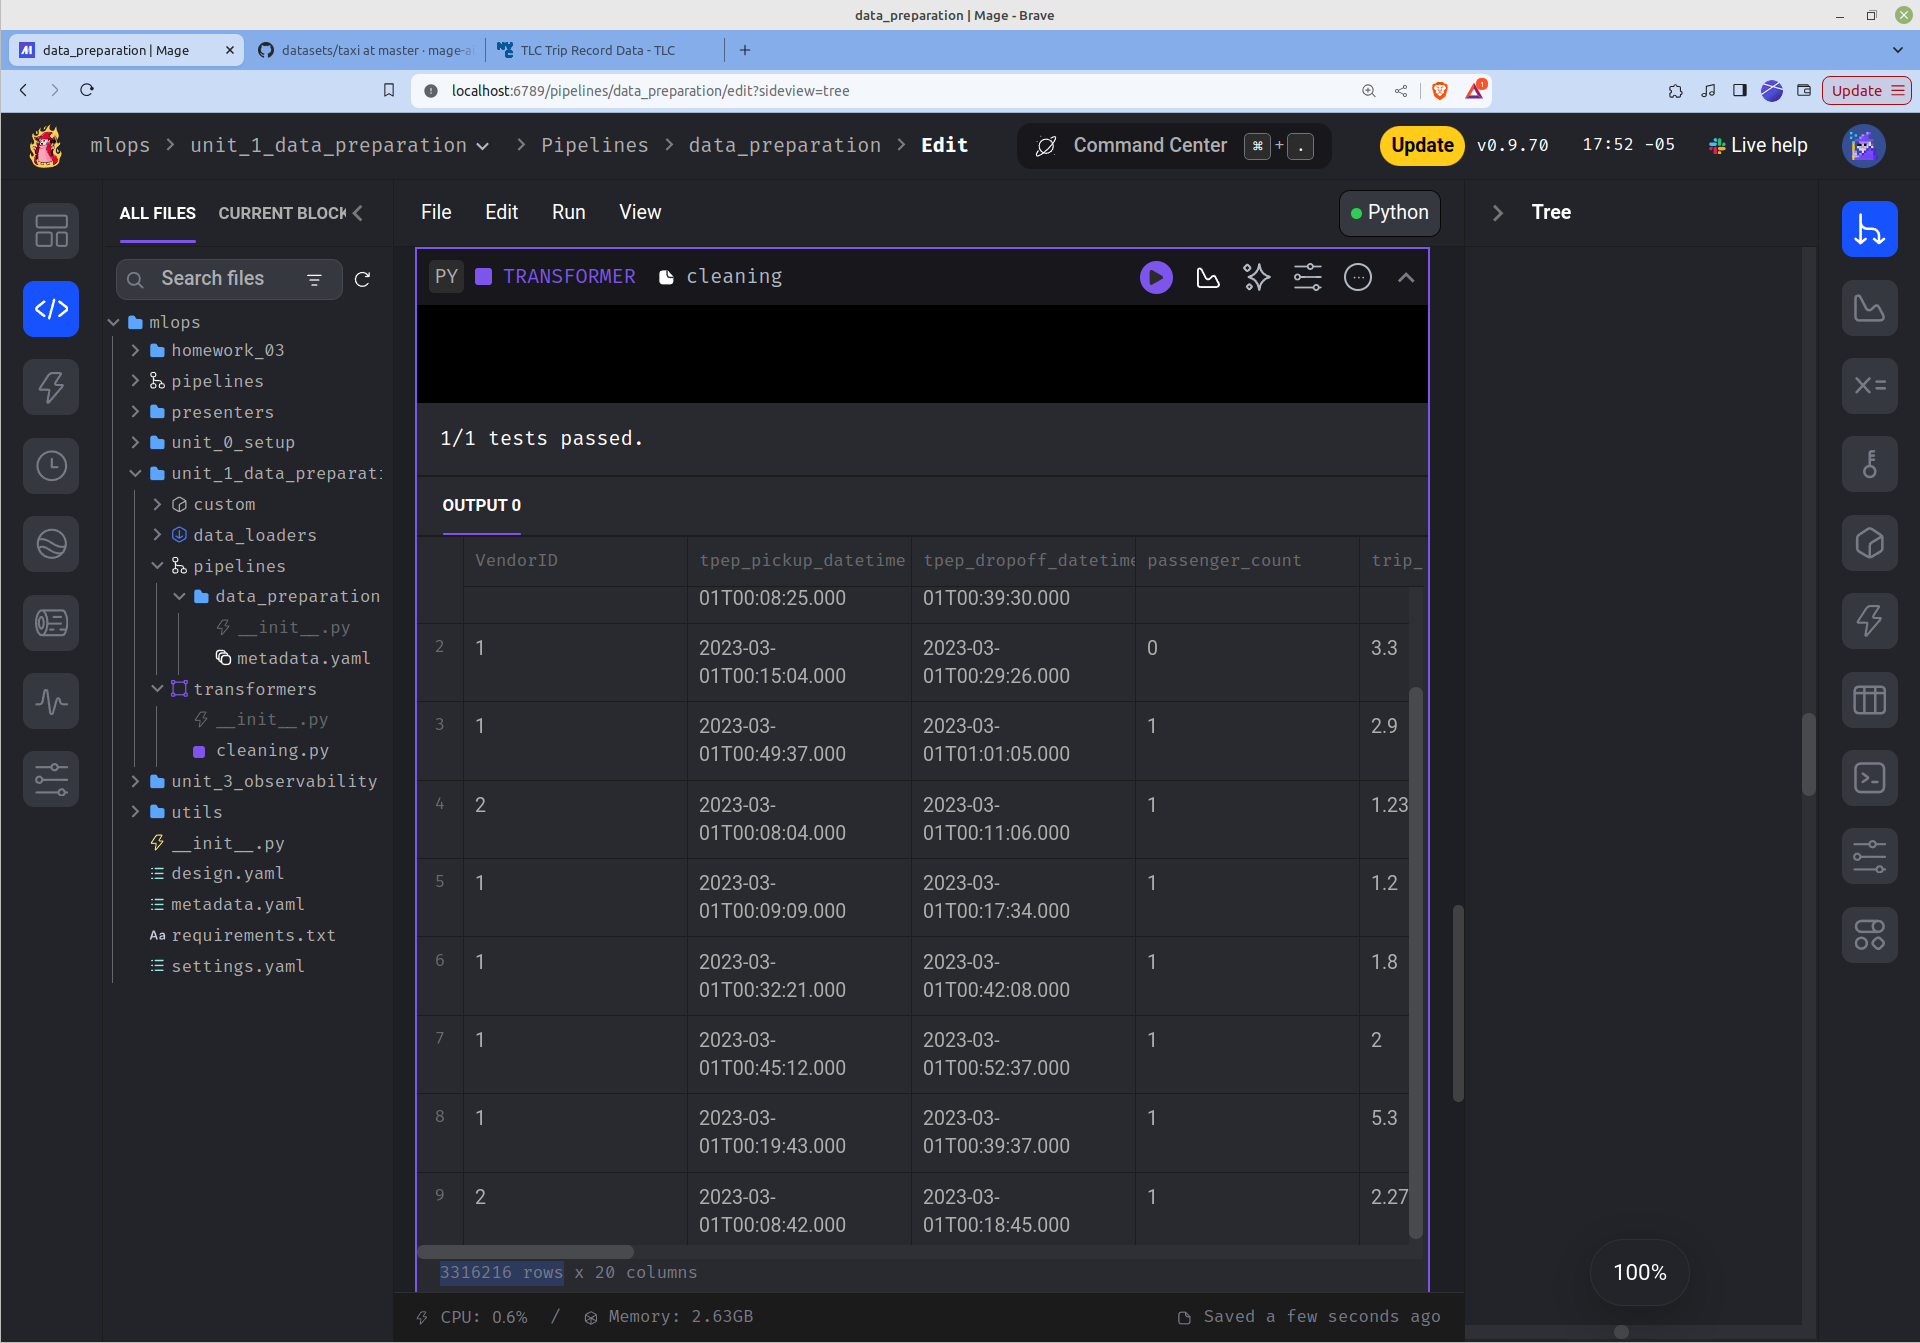 data_preparation | Mage - Brave
data_preparation | Mage
datasets/taxi at master · mage-a
TLC Trip Record Data - TLC
localhost:6789/pipelines/data_preparation/edit?sideview=tree
Update
mlops > unit_1_data_preparation > Pipelines > data_preparation > Edit
Command Center ⌘ + .
Update v0.9.70 17:52 -05 Live help
ALL FILES CURRENT BLOCK
File Edit Run View
Python
Tree
Search files
PY TRANSFORMER cleaning
mlops
homework_03
pipelines
presenters
unit_0_setup
unit_1_data_preparati
custom
data_loaders
pipelines
data_preparation
__init__.py
metadata.yaml
transformers
__init__.py
cleaning.py
unit_3_observability
utils
__init__.py
design.yaml
metadata.yaml
Aa requirements.txt
settings.yaml
1/1 tests passed.
OUTPUT 0
VendorID tpep_pickup_datetime tpep_dropoff_datetime passenger_count trip_
01T00:08:25.000 01T00:39:30.000
2 1 2023-03- 2023-03- 0 3.3
01T00:15:04.000 01T00:29:26.000
3 1 2023-03- 2023-03- 1 2.9
01T00:49:37.000 01T01:01:05.000
4 2 2023-03- 2023-03- 1 1.23
01T00:08:04.000 01T00:11:06.000
5 1 2023-03- 2023-03- 1 1.2
01T00:09:09.000 01T00:17:34.000
6 1 2023-03- 2023-03- 1 1.8
01T00:32:21.000 01T00:42:08.000
7 1 2023-03- 2023-03- 1 2
01T00:45:12.000 01T00:52:37.000
8 1 2023-03- 2023-03- 1 5.3
01T00:19:43.000 01T00:39:37.000
9 2 2023-03- 2023-03- 1 2.27
01T00:08:42.000 01T00:18:45.000
3316216 rows x 20 columns
100%
CPU: 0.6% / Memory: 2.63GB
Saved a few seconds ago